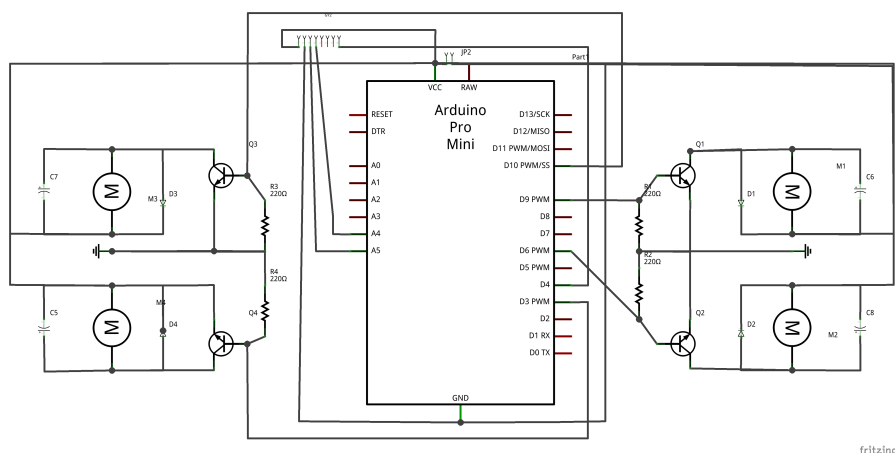 JP2
Part1
VCC
RAW
Arduino
Pro
Mini
RESET
DTR
A0
A1
A2
A3
A4
A5
D13/SCK
D12/MISO
D11 PWM/MOSI
D10 PWM/SS
D9 PWM
D8
D7
D6 PWM
D5 PWM
D4
D3 PWM
D2
D1 RX
D0 TX
GND
Q3
C7
M
M3
D3
R3
220Ω
R4
220Ω
C5
M
M4
D4
Q4
Q1
R1
220Ω
R2
220Ω
D1
M
M1
C6
Q2
D2
M
M2
C8
fritzing